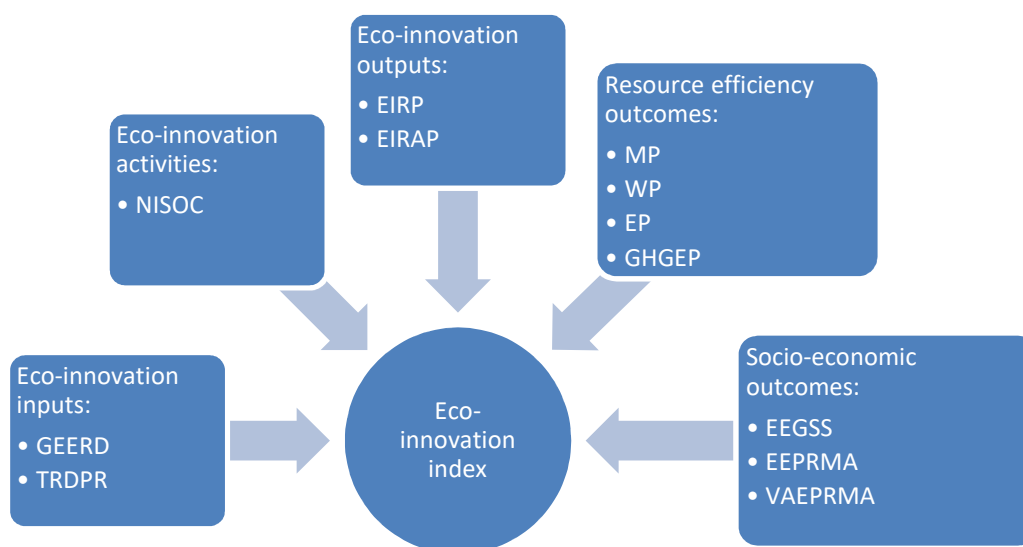 Eco-innovation
inputs:
• GEERD
• TRDPR
Eco-innovation
activities:
• NISOC
Eco-innovation
outputs:
• EIRP
• EIRAP
Resource efficiency
outcomes:
• MP
• WP
• EP
• GHGEP
Socio-economic
outcomes:
• EEGSS
• EEPRMA
• VAEPRMA
Eco-
innovation
index